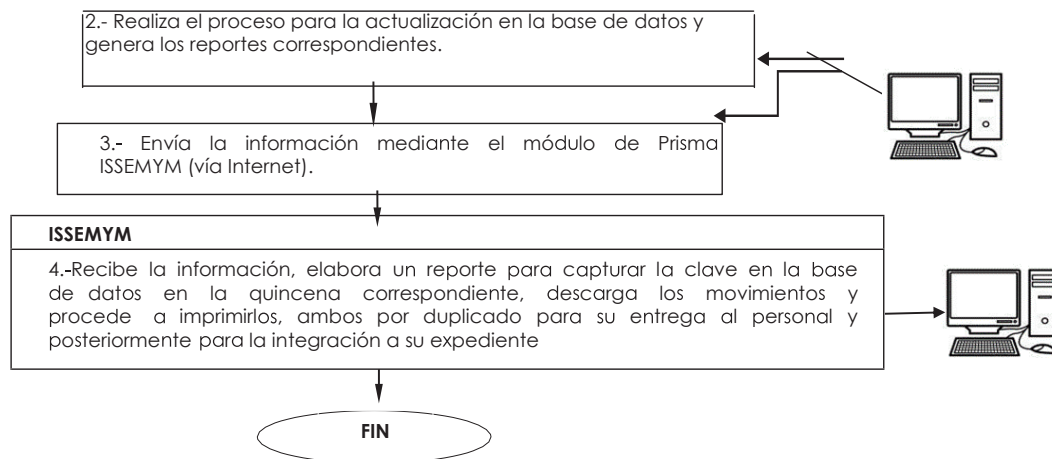 2.- Realiza el proceso para la actualización en la base de datos y
genera los reportes correspondientes.
3.- Envía la información mediante el módulo de Prisma
ISSEMYM (vía Internet).
ISSEMYM
4.-Recibe la información, elabora un reporte para capturar la clave en la base
de datos en la quincena correspondiente, descarga los movimientos y
procede a imprimirlos, ambos por duplicado para su entrega al personal y
posteriormente para la integración a su expediente
FIN